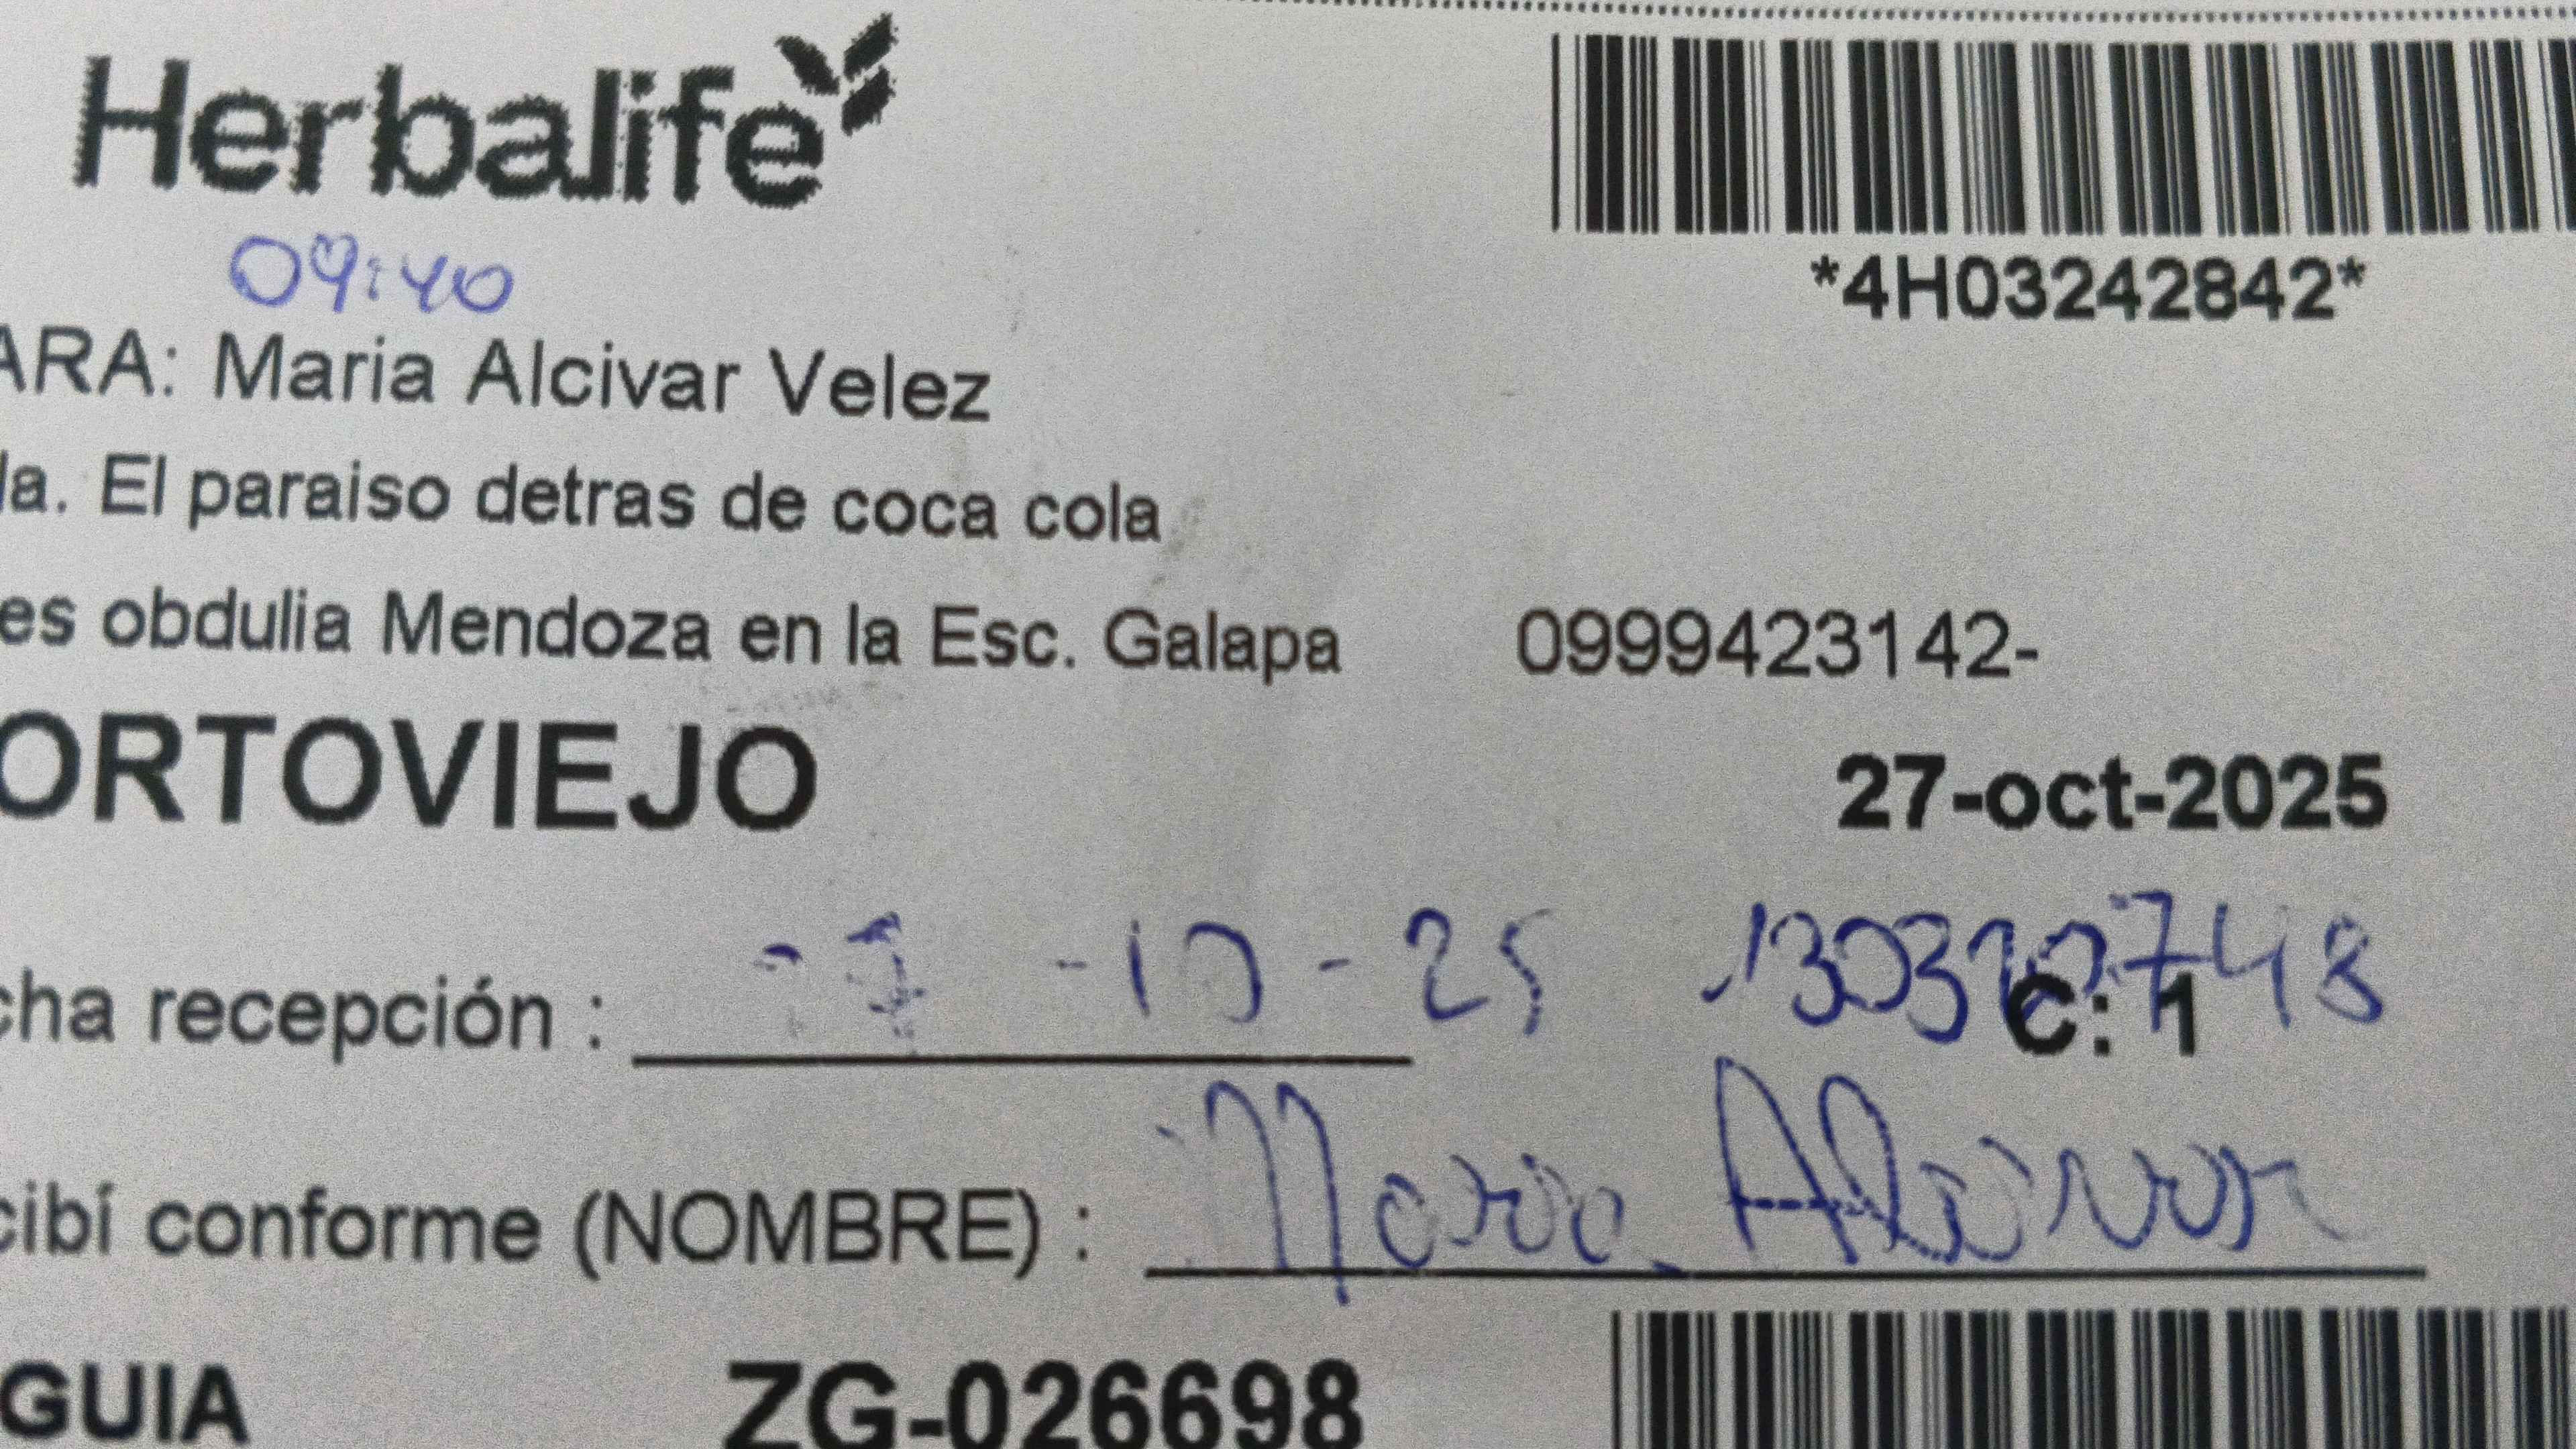 Herbalife
09:40
*4H03242842*
ARA: Maria Alcivar Velez
la. El paraiso detras de coca cola
es obdulia Mendoza en la Esc. Galapa 0999423142-
ORTOVIEJO 27-oct-2025
cha recepción : -10-25
C: 1
cibí conforme (NOMBRE) : Maria Alcivar
GUIA ZG-026698